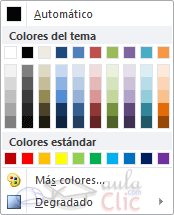 Automático
Colores del tema
Colores estándar
Más colores...
aula
Clic
Degradado